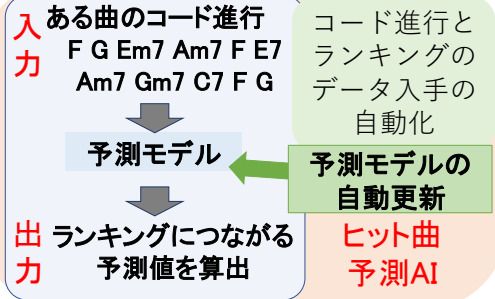 入力
ある曲のコード進行
F G Em7 Am7 F E7
Am7 Gm7 C7 F G
予測モデル
出力
ランキングにつながる
予測値を算出
コード進行と
ランキングの
データ入手の
自動化
予測モデルの
自動更新
ヒット曲
予測AI